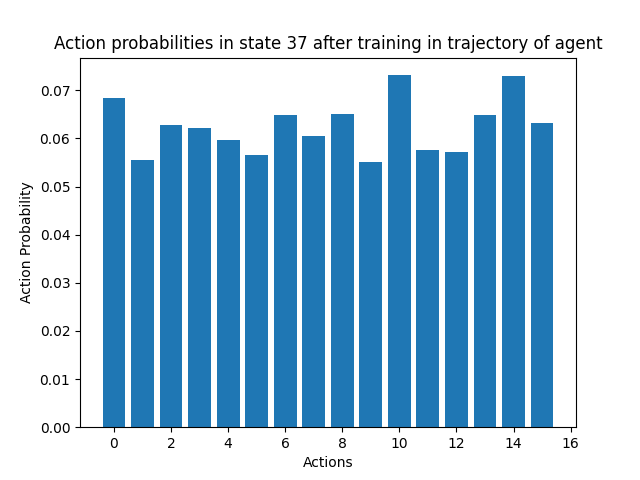 Action probabilities in state 37 after training in trajectory of agent
0.07
0.06
0.05
0.04
0.03
0.02
0.01
0.00
Action Probability
0 2 4 6 8 10 12 14 16
Actions